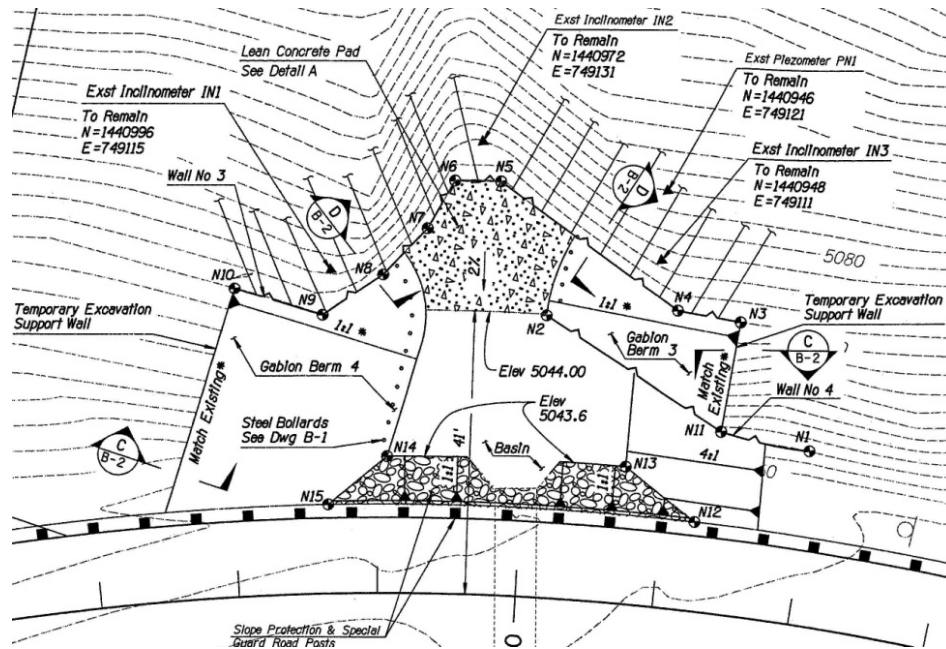 Exst Inclinometer IN2
To Remain
N=1440972
E=749131
Lean Concrete Pad
See Detail A
Exst Piezometer PN1
To Remain
N=1440946
E=749121
Exst Inclinometer IN1
To Remain
N=1440996
E=749115
Exst Inclinometer IN3
To Remain
N=1440948
E=749111
Wall No 3
D
B-2
D
B-2
N6
N5
N7
N8
N10
N9
2%
5080
Temporary Excavation
Support Wall
1:1 *
1:1 *
N2
N4
N3
Temporary Excavation
Support Wall
C
B-2
Gabion
Berm 3
Match Existing*
Match Existing*
Gabion Berm 4
Elev 5044.00
Wall No 4
Elev
5043.6
Steel Bollards
See Dwg B-1
C
B-2
N14
41'
Basin
N11
N1
4:1
N13
1:1
1:1
N15
N12
Slope Protection & Special
Guard Road Posts